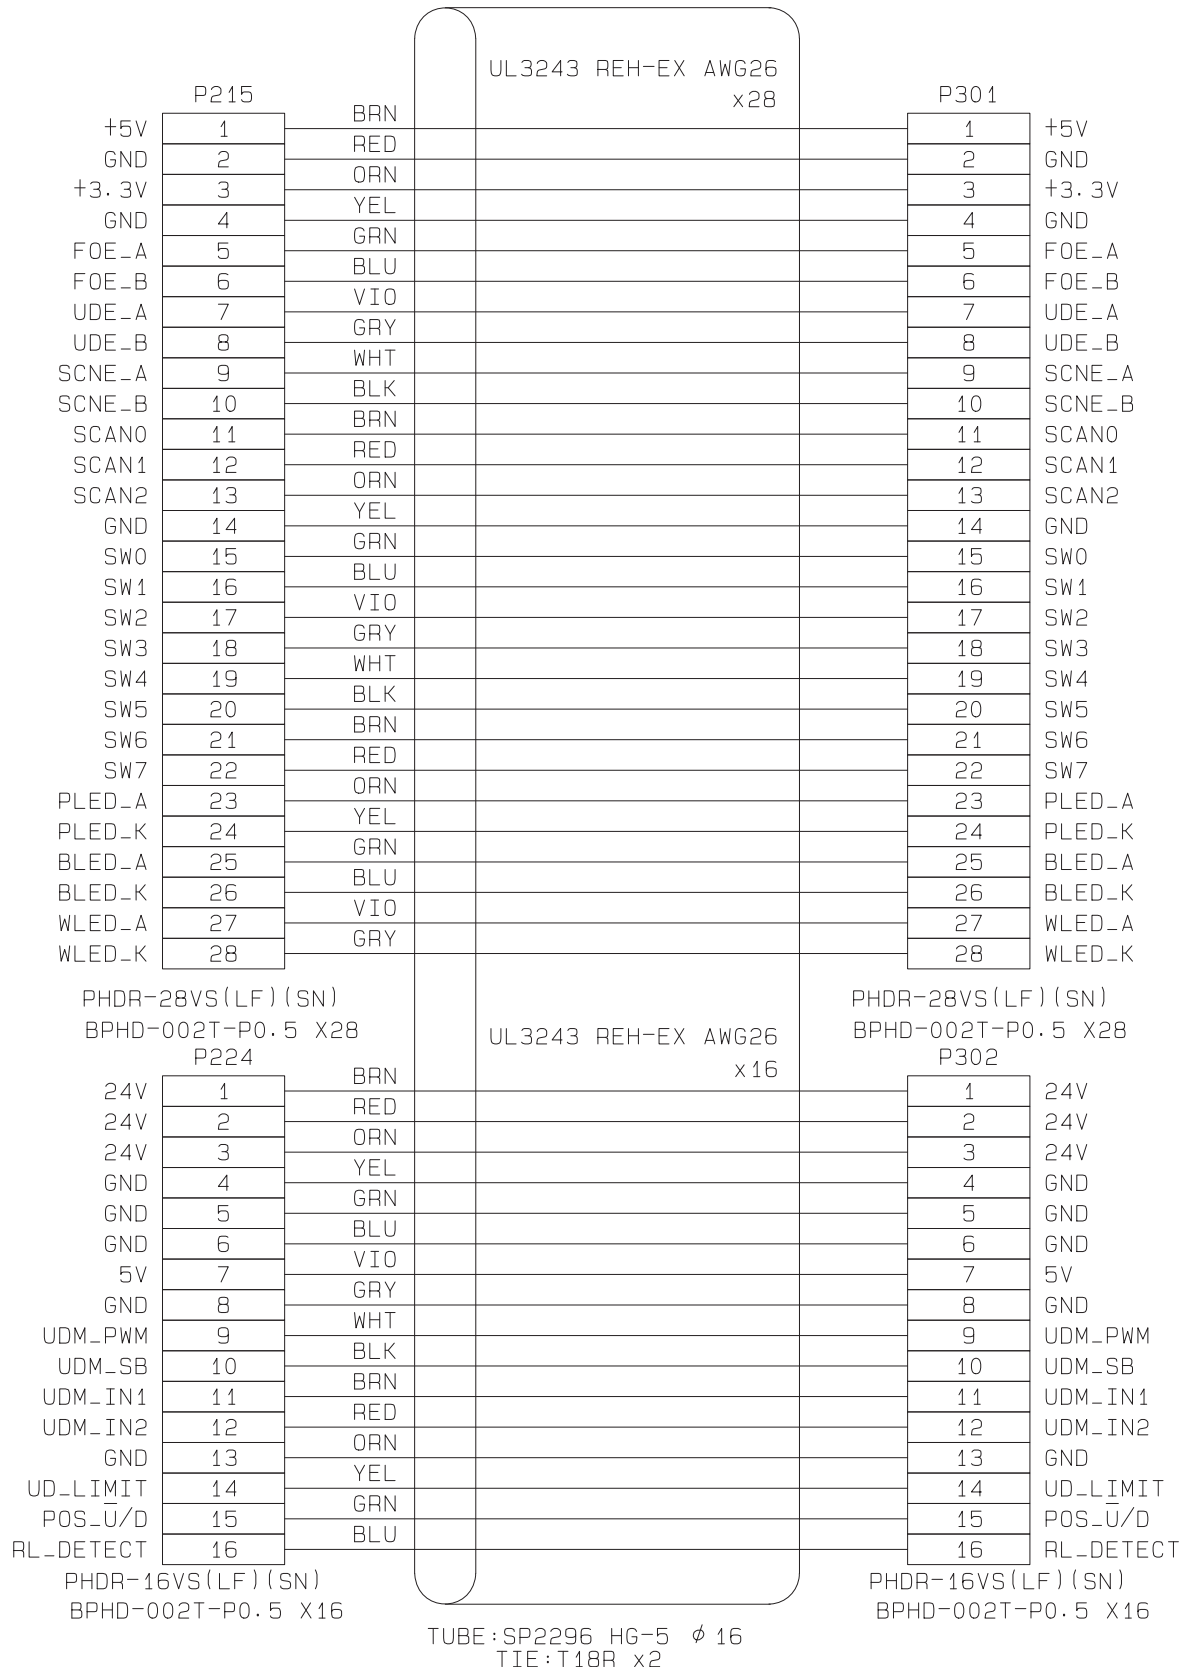 UL3243 REH-EX AWG26
x28
P215
P301
+5V 1 BRN 1 +5V
GND 2 RED 2 GND
+3.3V 3 ORN 3 +3.3V
GND 4 YEL 4 GND
FOE_A 5 GRN 5 FOE_A
FOE_B 6 BLU 6 FOE_B
UDE_A 7 VIO 7 UDE_A
UDE_B 8 GRY 8 UDE_B
SCNE_A 9 WHT 9 SCNE_A
SCNE_B 10 BLK 10 SCNE_B
SCAN0 11 BRN 11 SCAN0
SCAN1 12 RED 12 SCAN1
SCAN2 13 ORN 13 SCAN2
GND 14 YEL 14 GND
SW0 15 GRN 15 SW0
SW1 16 BLU 16 SW1
SW2 17 VIO 17 SW2
SW3 18 GRY 18 SW3
SW4 19 WHT 19 SW4
SW5 20 BLK 20 SW5
SW6 21 BRN 21 SW6
SW7 22 RED 22 SW7
PLED_A 23 ORN 23 PLED_A
PLED_K 24 YEL 24 PLED_K
BLED_A 25 GRN 25 BLED_A
BLED_K 26 BLU 26 BLED_K
WLED_A 27 VIO 27 WLED_A
WLED_K 28 GRY 28 WLED_K
PHDR-28VS(LF)(SN)
BPHD-002T-P0.5 X28
PHDR-28VS(LF)(SN)
BPHD-002T-P0.5 X28
UL3243 REH-EX AWG26
x16
P224
P302
24V 1 BRN 1 24V
24V 2 RED 2 24V
24V 3 ORN 3 24V
GND 4 YEL 4 GND
GND 5 GRN 5 GND
GND 6 BLU 6 GND
5V 7 VIO 7 5V
GND 8 GRY 8 GND
UDM_PWM 9 WHT 9 UDM_PWM
UDM_SB 10 BLK 10 UDM_SB
UDM_IN1 11 BRN 11 UDM_IN1
UDM_IN2 12 RED 12 UDM_IN2
GND 13 ORN 13 GND
UD_LIMIT 14 YEL 14 UD_LIMIT
POS_U̅/D 15 GRN 15 POS_U̅/D
RL_DETECT 16 BLU 16 RL_DETECT
PHDR-16VS(LF)(SN)
BPHD-002T-P0.5 X16
PHDR-16VS(LF)(SN)
BPHD-002T-P0.5 X16
TUBE:SP2296 HG-5 φ16
TIE:T18R x2